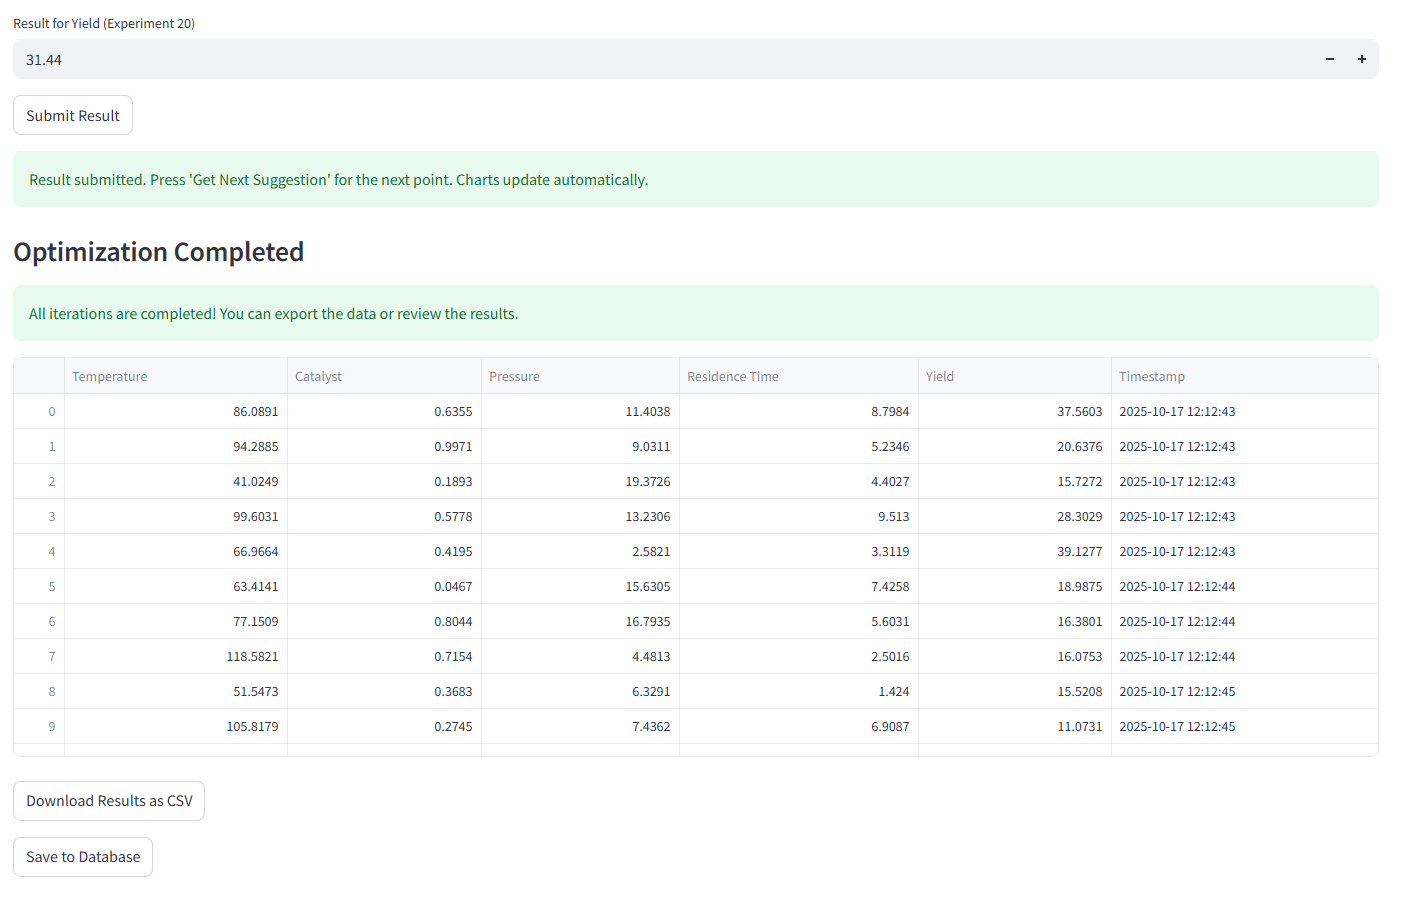 Result for Yield (Experiment 20)
31.44
Submit Result
Result submitted. Press 'Get Next Suggestion' for the next point. Charts update automatically.
Optimization Completed
All iterations are completed! You can export the data or review the results.
Temperature Catalyst Pressure Residence Time Yield Timestamp
0 86.0891 0.6355 11.4038 8.7984 37.5603 2025-10-17 12:12:43
1 94.2885 0.9971 9.0311 5.2346 20.6376 2025-10-17 12:12:43
2 41.0249 0.1893 19.3726 4.4027 15.7272 2025-10-17 12:12:43
3 99.6031 0.5778 13.2306 9.513 28.3029 2025-10-17 12:12:43
4 66.9664 0.4195 2.5821 3.3119 39.1277 2025-10-17 12:12:43
5 63.4141 0.0467 15.6305 7.4258 18.9875 2025-10-17 12:12:44
6 77.1509 0.8044 16.7935 5.6031 16.3801 2025-10-17 12:12:44
7 118.5821 0.7154 4.4813 2.5016 16.0753 2025-10-17 12:12:44
8 51.5473 0.3683 6.3291 1.424 15.5208 2025-10-17 12:12:45
9 105.8179 0.2745 7.4362 6.9087 11.0731 2025-10-17 12:12:45
Download Results as CSV
Save to Database